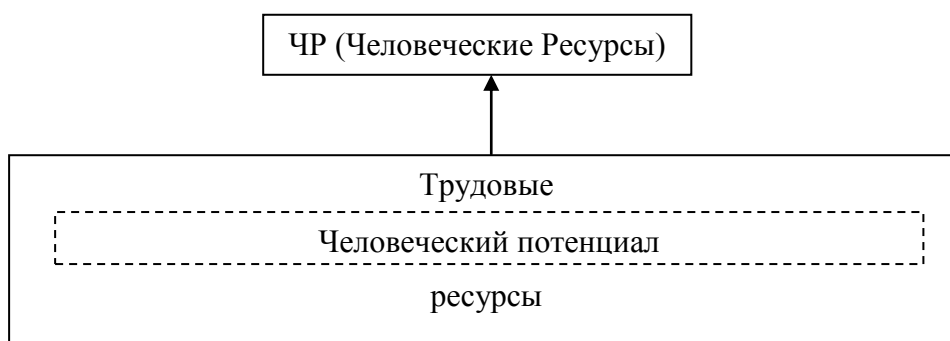 ЧР (Человеческие Ресурсы)
Трудовые
Человеческий потенциал
ресурсы